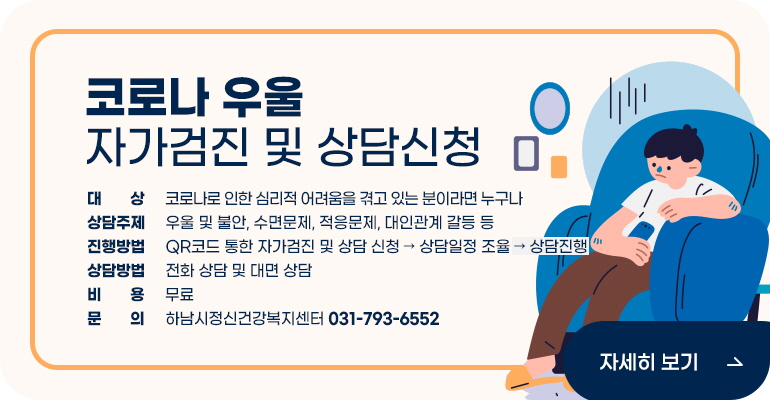 코로나 우울
자가검진 및 상담신청
대 상 코로나로 인한 심리적 어려움을 겪고 있는 분이라면 누구나
상담주제 우울 및 불안, 수면문제, 적응문제, 대인관계 갈등 등
진행방법 QR코드 통한 자가검진 및 상담 신청 → 상담일정 조율 → 상담진행
상담방법 전화 상담 및 대면 상담
비 용 무료
문 의 하남시정신건강복지센터 031-793-6552
자세히 보기